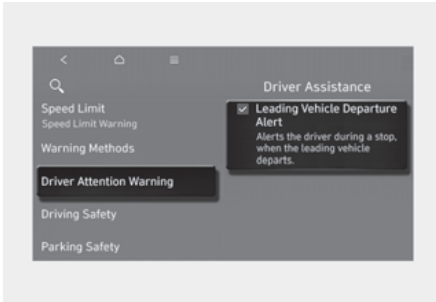 Driver Assistance
Speed Limit
Speed Limit Warning
Warning Methods
Driver Attention Warning
Driving Safety
Parking Safety
Leading Vehicle Departure
Alert
Alerts the driver during a stop,
when the leading vehicle
departs.